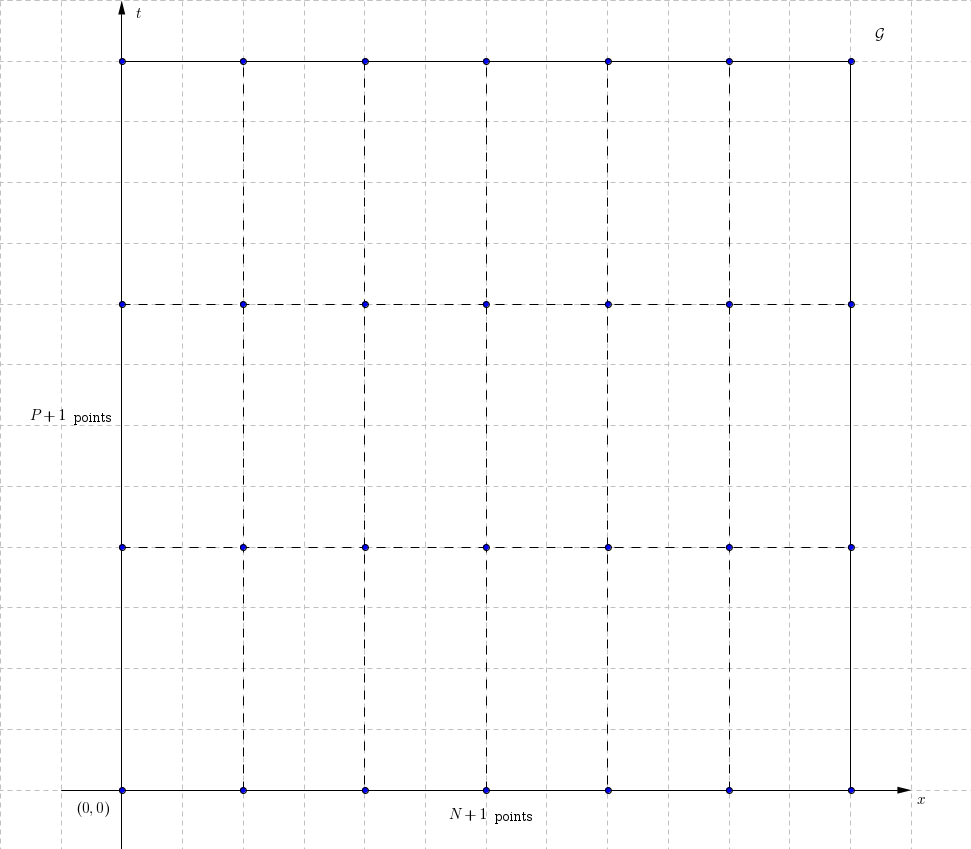 t
𝒢
P + 1 points
(0, 0)
x
N + 1 points